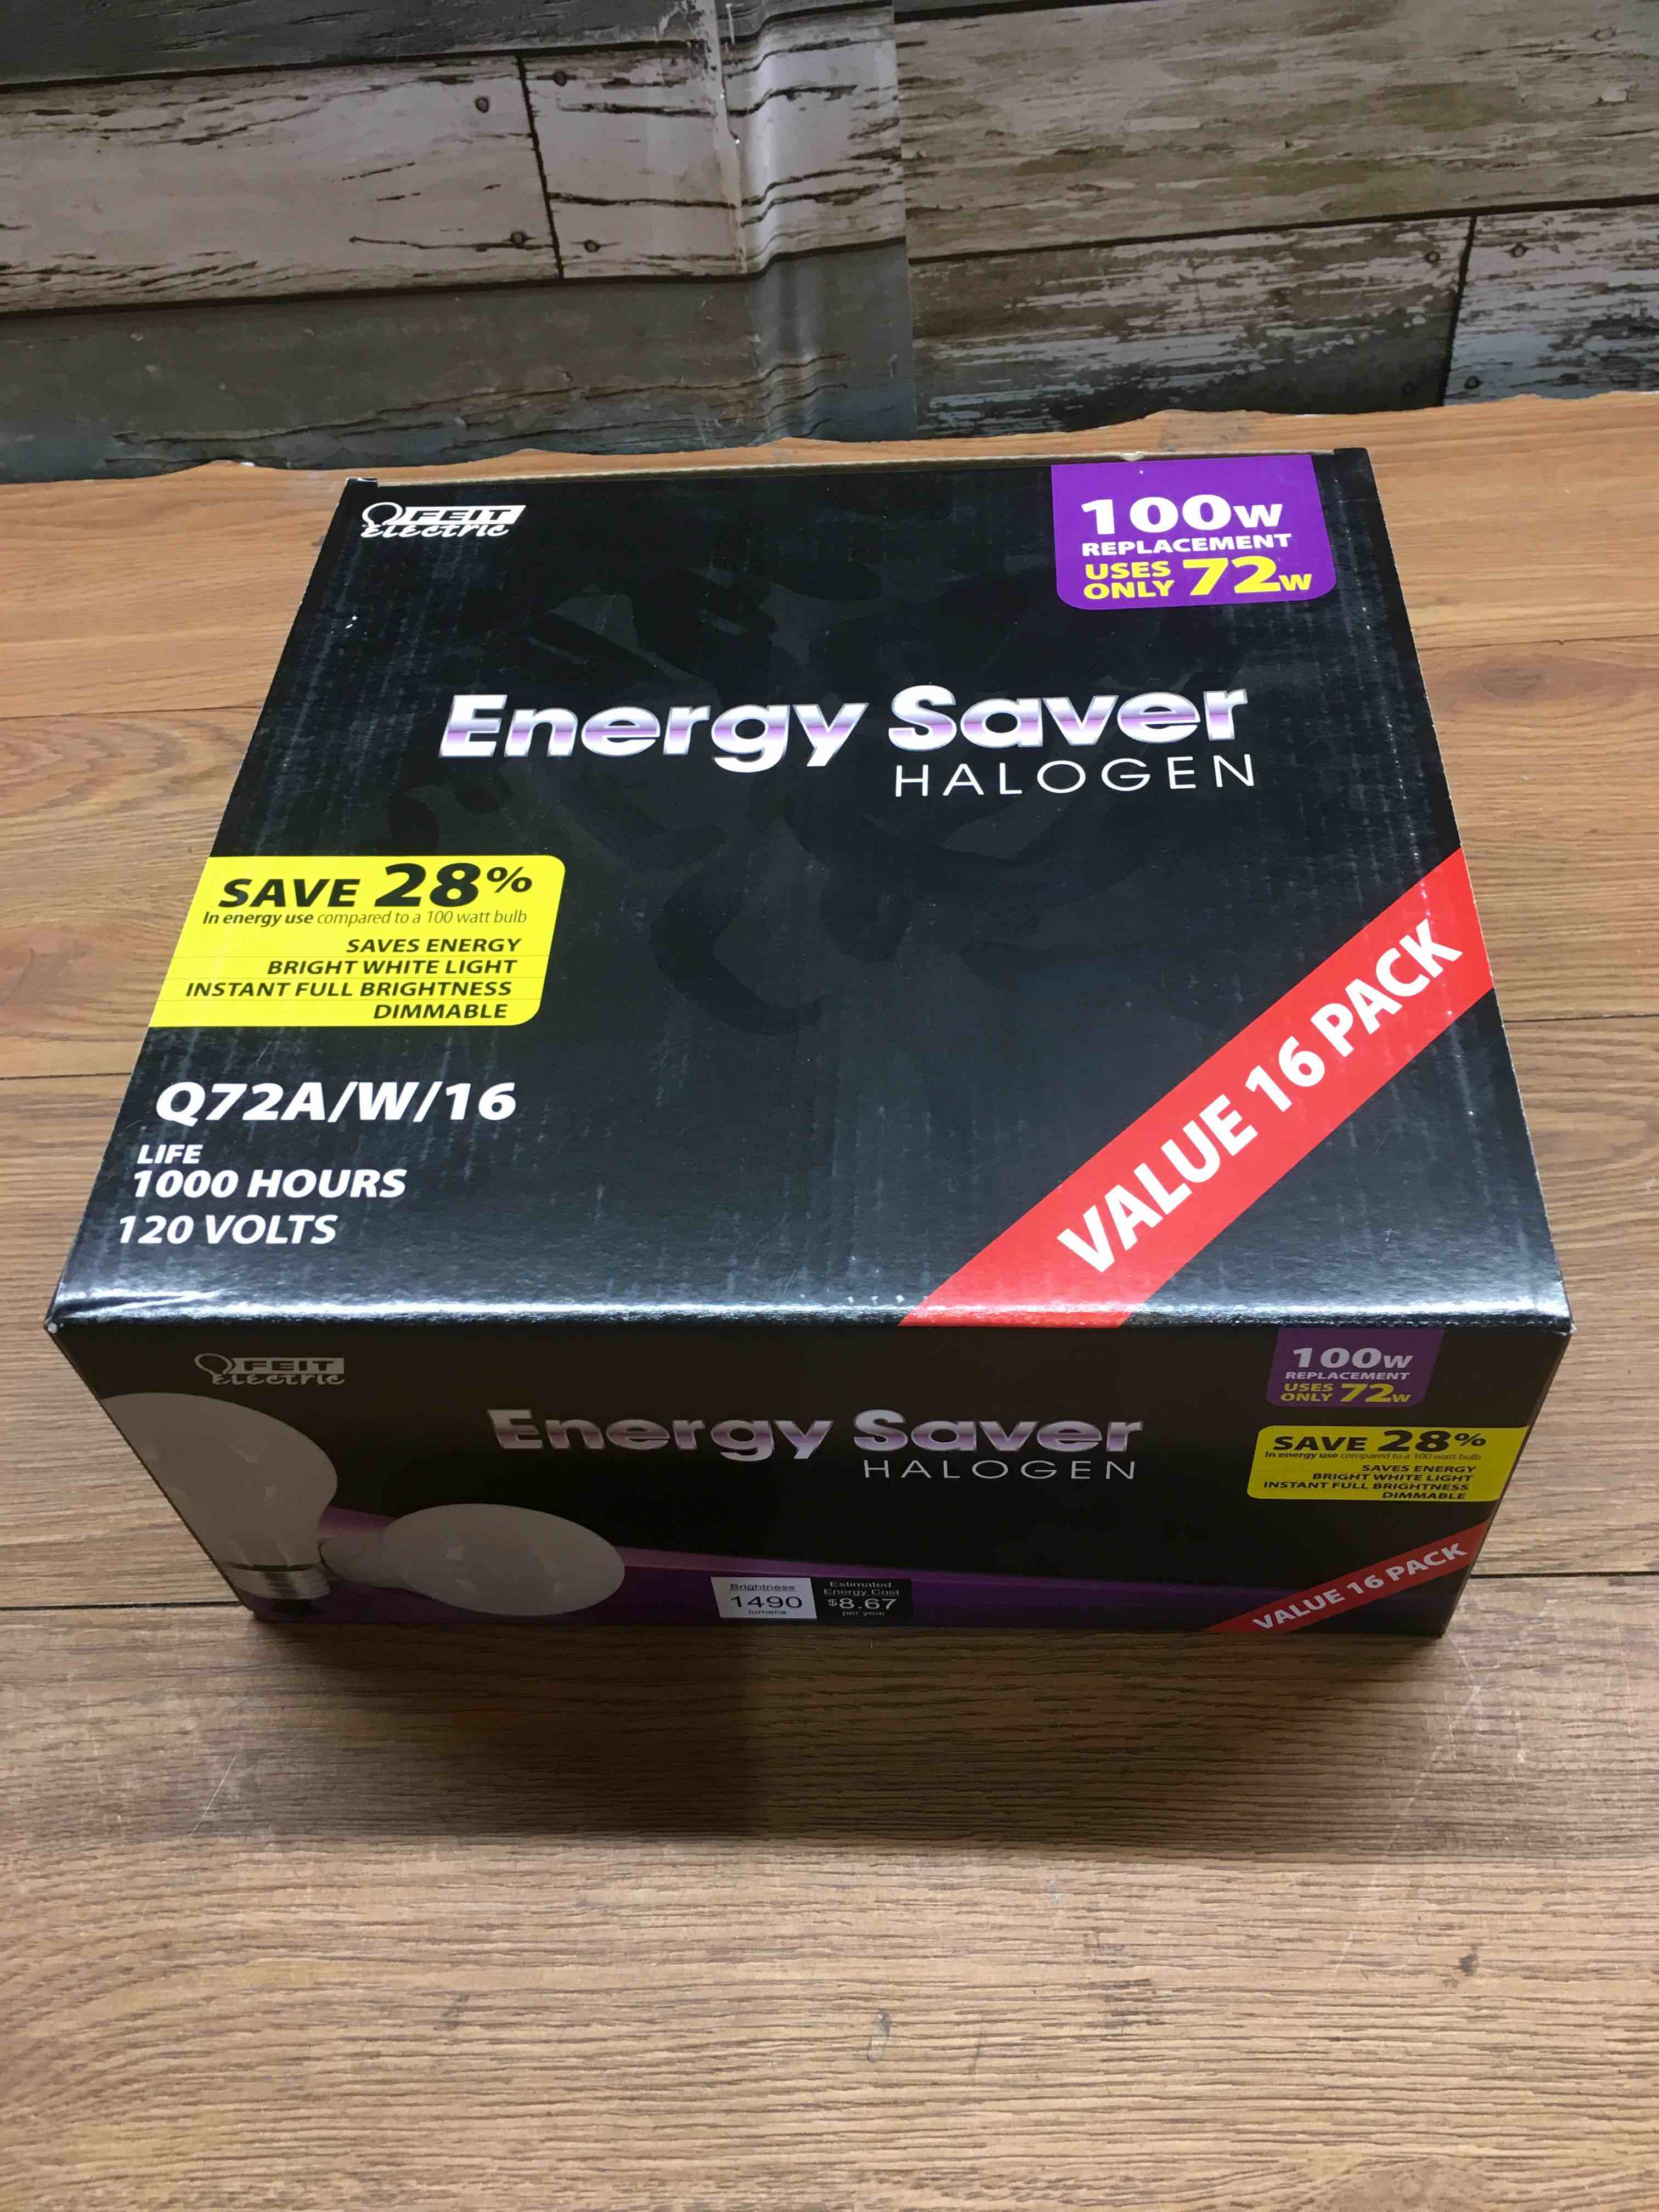 FEIT
ELECTRIC
100W
REPLACEMENT
USES
ONLY 72W
Energy Saver
HALOGEN
SAVE 28%
In energy use compared to a 100 watt bulb
SAVES ENERGY
BRIGHT WHITE LIGHT
INSTANT FULL BRIGHTNESS
DIMMABLE
Q72A/W/16
LIFE
1000 HOURS
120 VOLTS
VALUE 16 PACK
FEIT
ELECTRIC
100W
REPLACEMENT
USES
ONLY 72W
Energy Saver
HALOGEN
SAVE 28%
In energy use compared to a 100 watt bulb
SAVES ENERGY
BRIGHT WHITE LIGHT
INSTANT FULL BRIGHTNESS
DIMMABLE
Brightness
1490
lumens
Estimated
Energy Cost
$8.67
per year
VALUE 16 PACK